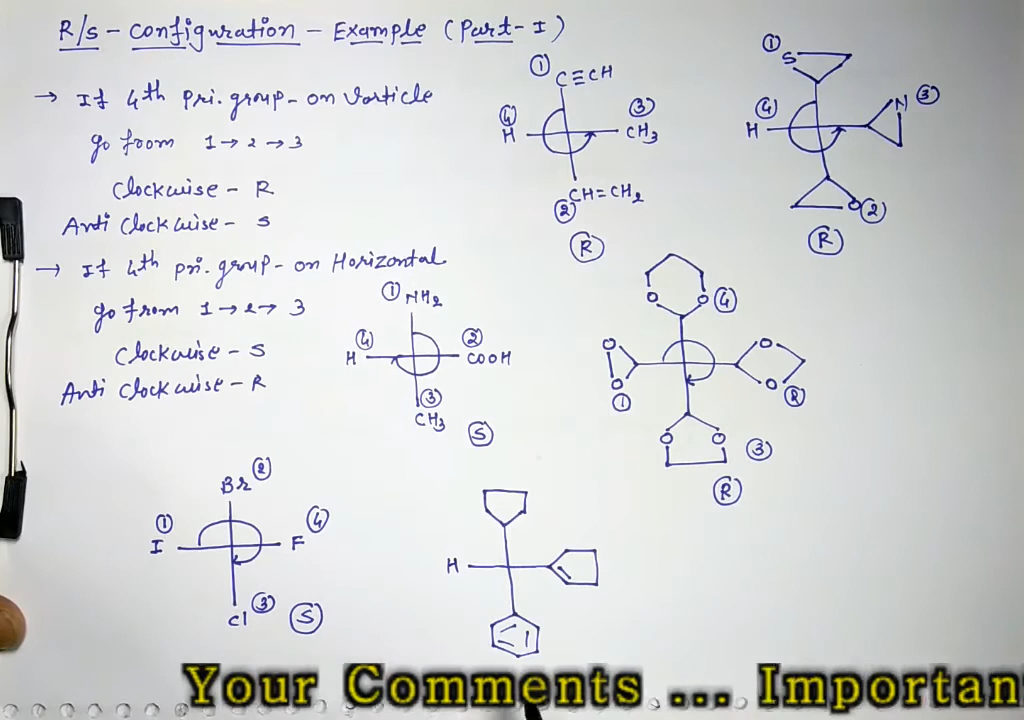 R/S - Configuration - Example (Part-I)
→ If 4th pri. group - on Varticle
go from 1 → 2 → 3
Clockwise - R
Anti Clockwise - S
→ If 4th pri. group - on Horizontal
go from 1 → 2 → 3
Clockwise - S
Anti Clockwise - R
① C≡CH
④ H
③ CH3
② CH=CH2
R
① S
④ H
N ③
O ②
R
① NH2
④ H
② COOH
③ CH3
S
O O ④
O O ①
O O 2
O O ③
R
Br ②
① I
F ④
Cl ③
S
H
Your Comments ... Importan